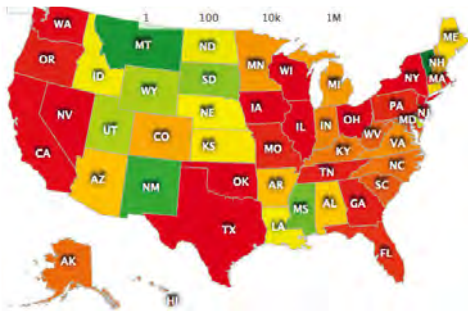 1 100 10k 1M
WA MT ND MN ME
OR ID SD WI MI NY NH MA
WY NE IA PA NJ
NV UT CO KS MO IL IN OH WV MD VA
CA KY NC
AZ NM OK AR TN SC
TX LA MS AL GA
AK HI FL